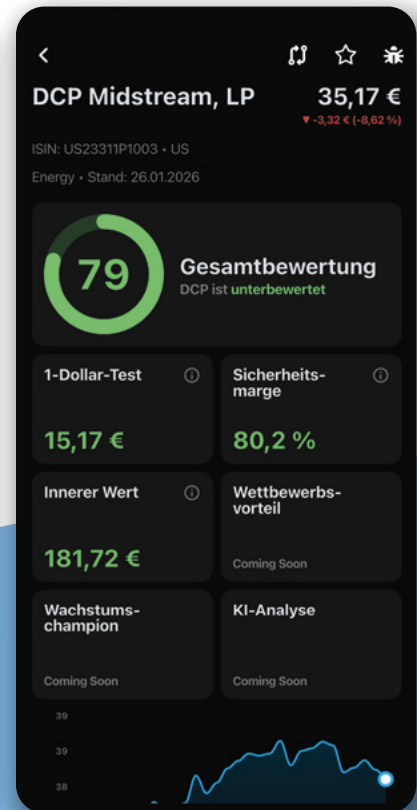 DCP Midstream, LP
35,17 €
▼ -3,32 € (-8,62 %)
ISIN: US23311P1003 • US
Energy • Stand: 26.01.2026
79
Gesamtbewertung
DCP ist unterbewertet
1-Dollar-Test
15,17 €
Sicherheits-
marge
80,2 %
Innerer Wert
181,72 €
Wettbewerbs-
vorteil
Coming Soon
Wachstums-
champion
Coming Soon
KI-Analyse
Coming Soon
39
39
38